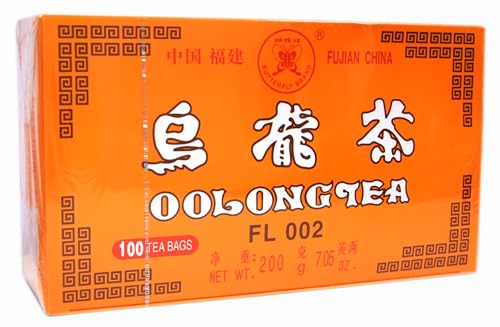 中国 福建
BUTTERFLY BRAND
®
FUJIAN CHINA
烏龍茶
OOLONG TEA
FL 002
100 TEA BAGS
净 重: 200 克 7.05 英两
NET WT. 200 g 7.05 OZ.